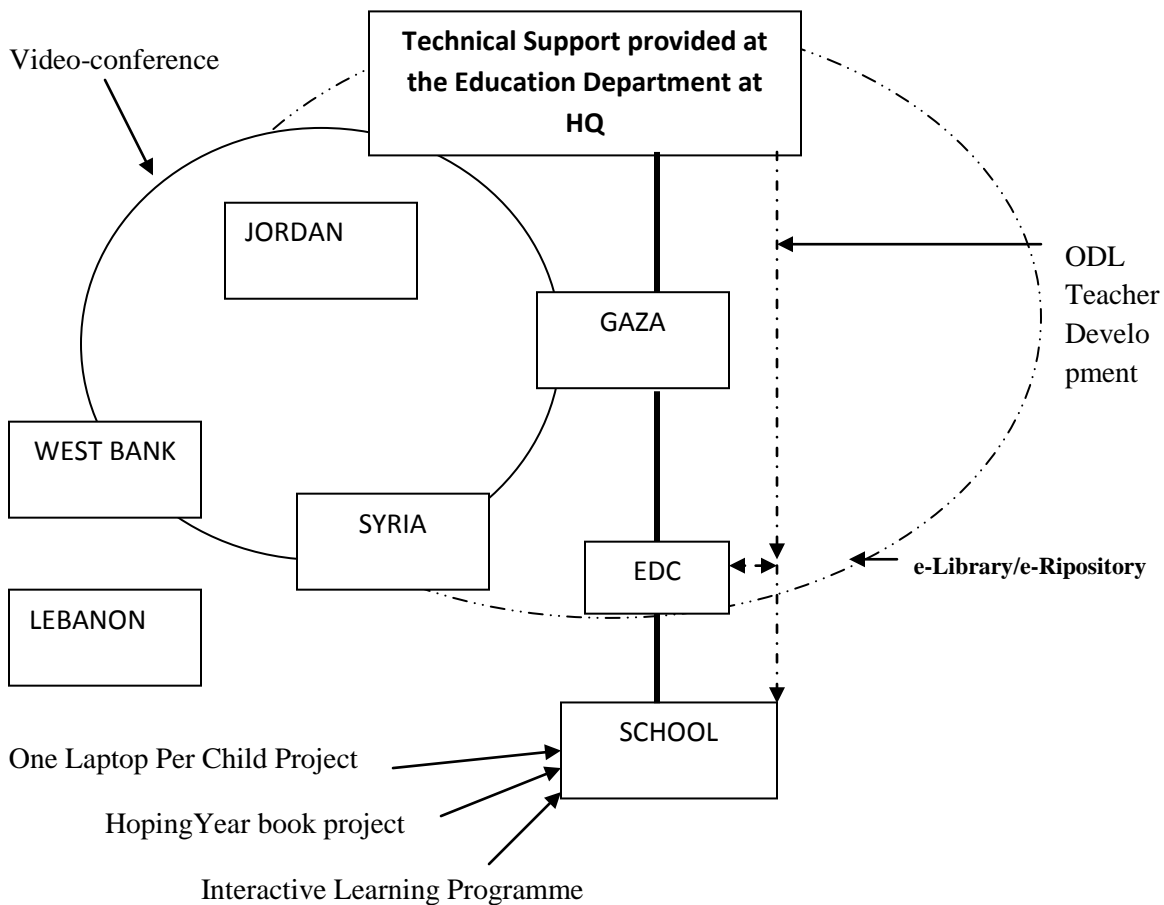 Technical Support provided at
the Education Department at
HQ
Video-conference
JORDAN
ODL
Teacher
Develo
pment
GAZA
WEST BANK
SYRIA
EDC
e-Library/e-Ripository
LEBANON
SCHOOL
One Laptop Per Child Project
HopingYear book project
Interactive Learning Programme